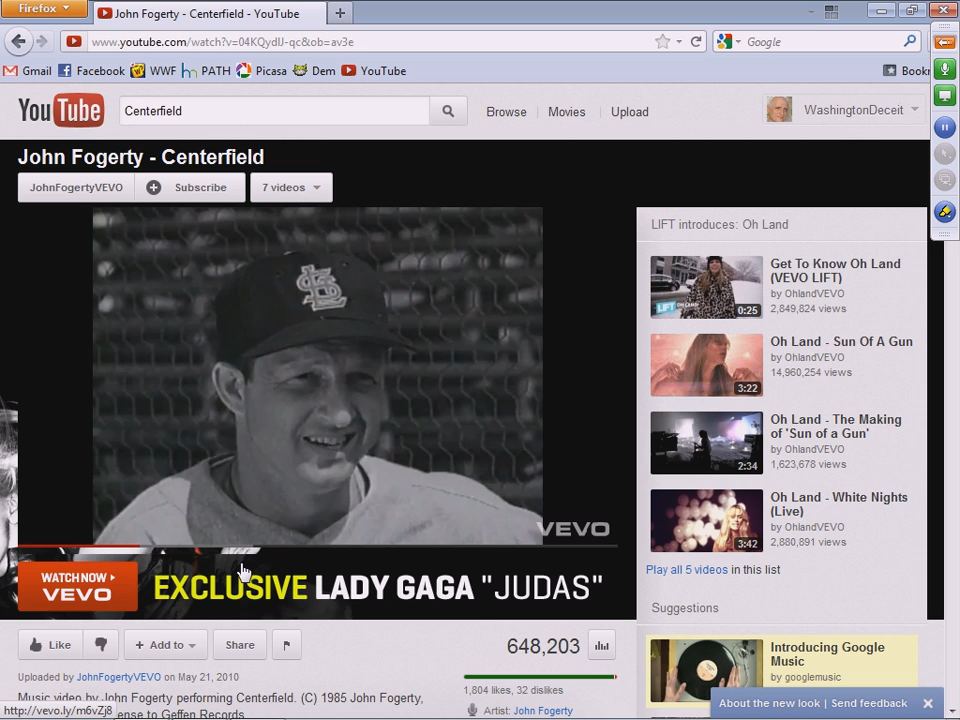 Firefox
John Fogerty - Centerfield - YouTube
www.youtube.com/watch?v=04KQydlJ-qc&ob=av3e
Google
Gmail Facebook WWF PATH Picasa Dem YouTube
YouTube
Centerfield
Browse Movies Upload
WashingtonDeceit
John Fogerty - Centerfield
JohnFogertyVEVO Subscribe 7 videos
STL
VEVO
WATCH NOW
VEVO
EXCLUSIVE LADY GAGA "JUDAS"
LIFT introduces: Oh Land
LIFT
0:25
Get To Know Oh Land
(VEVO LIFT)
by OhlandVEVO
2,849,824 views
3:22
Oh Land - Sun Of A Gun
by OhlandVEVO
14,960,254 views
2:34
Oh Land - The Making
of 'Sun of a Gun'
by OhlandVEVO
1,623,678 views
3:42
Oh Land - White Nights
(Live)
by OhlandVEVO
2,880,891 views
Play all 5 videos in this list
Suggestions
Introducing Google
Music
by googlemusic
Like
+ Add to
Share
648,203
Uploaded by JohnFogertyVEVO on May 21, 2010
1,804 likes, 32 dislikes
Music video by John Fogerty performing Centerfield. (C) 1985 John Fogerty,
ense to Geffen Records
Artist: John Fogerty
http://vevo.ly/m6vZj8
About the new look | Send feedback